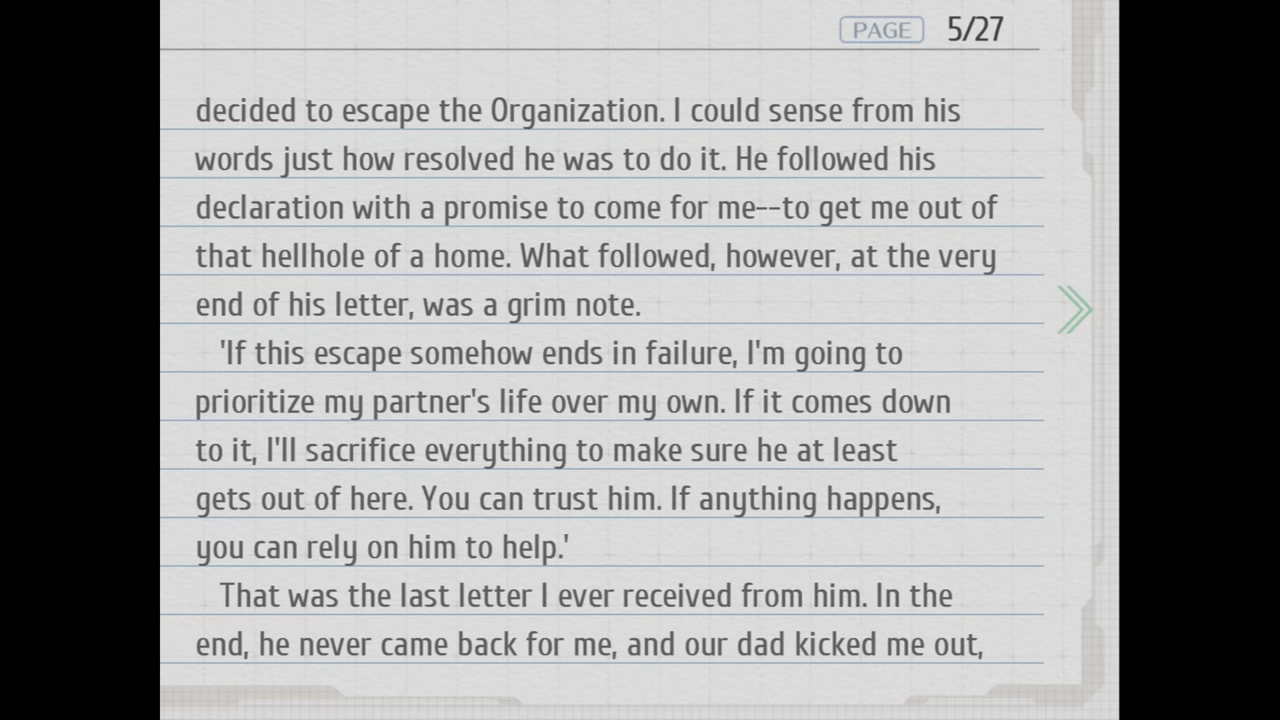 PAGE 5/27
decided to escape the Organization. I could sense from his
words just how resolved he was to do it. He followed his
declaration with a promise to come for me--to get me out of
that hellhole of a home. What followed, however, at the very
end of his letter, was a grim note.
'If this escape somehow ends in failure, I'm going to
prioritize my partner's life over my own. If it comes down
to it, I'll sacrifice everything to make sure he at least
gets out of here. You can trust him. If anything happens,
you can rely on him to help.'
That was the last letter I ever received from him. In the
end, he never came back for me, and our dad kicked me out,